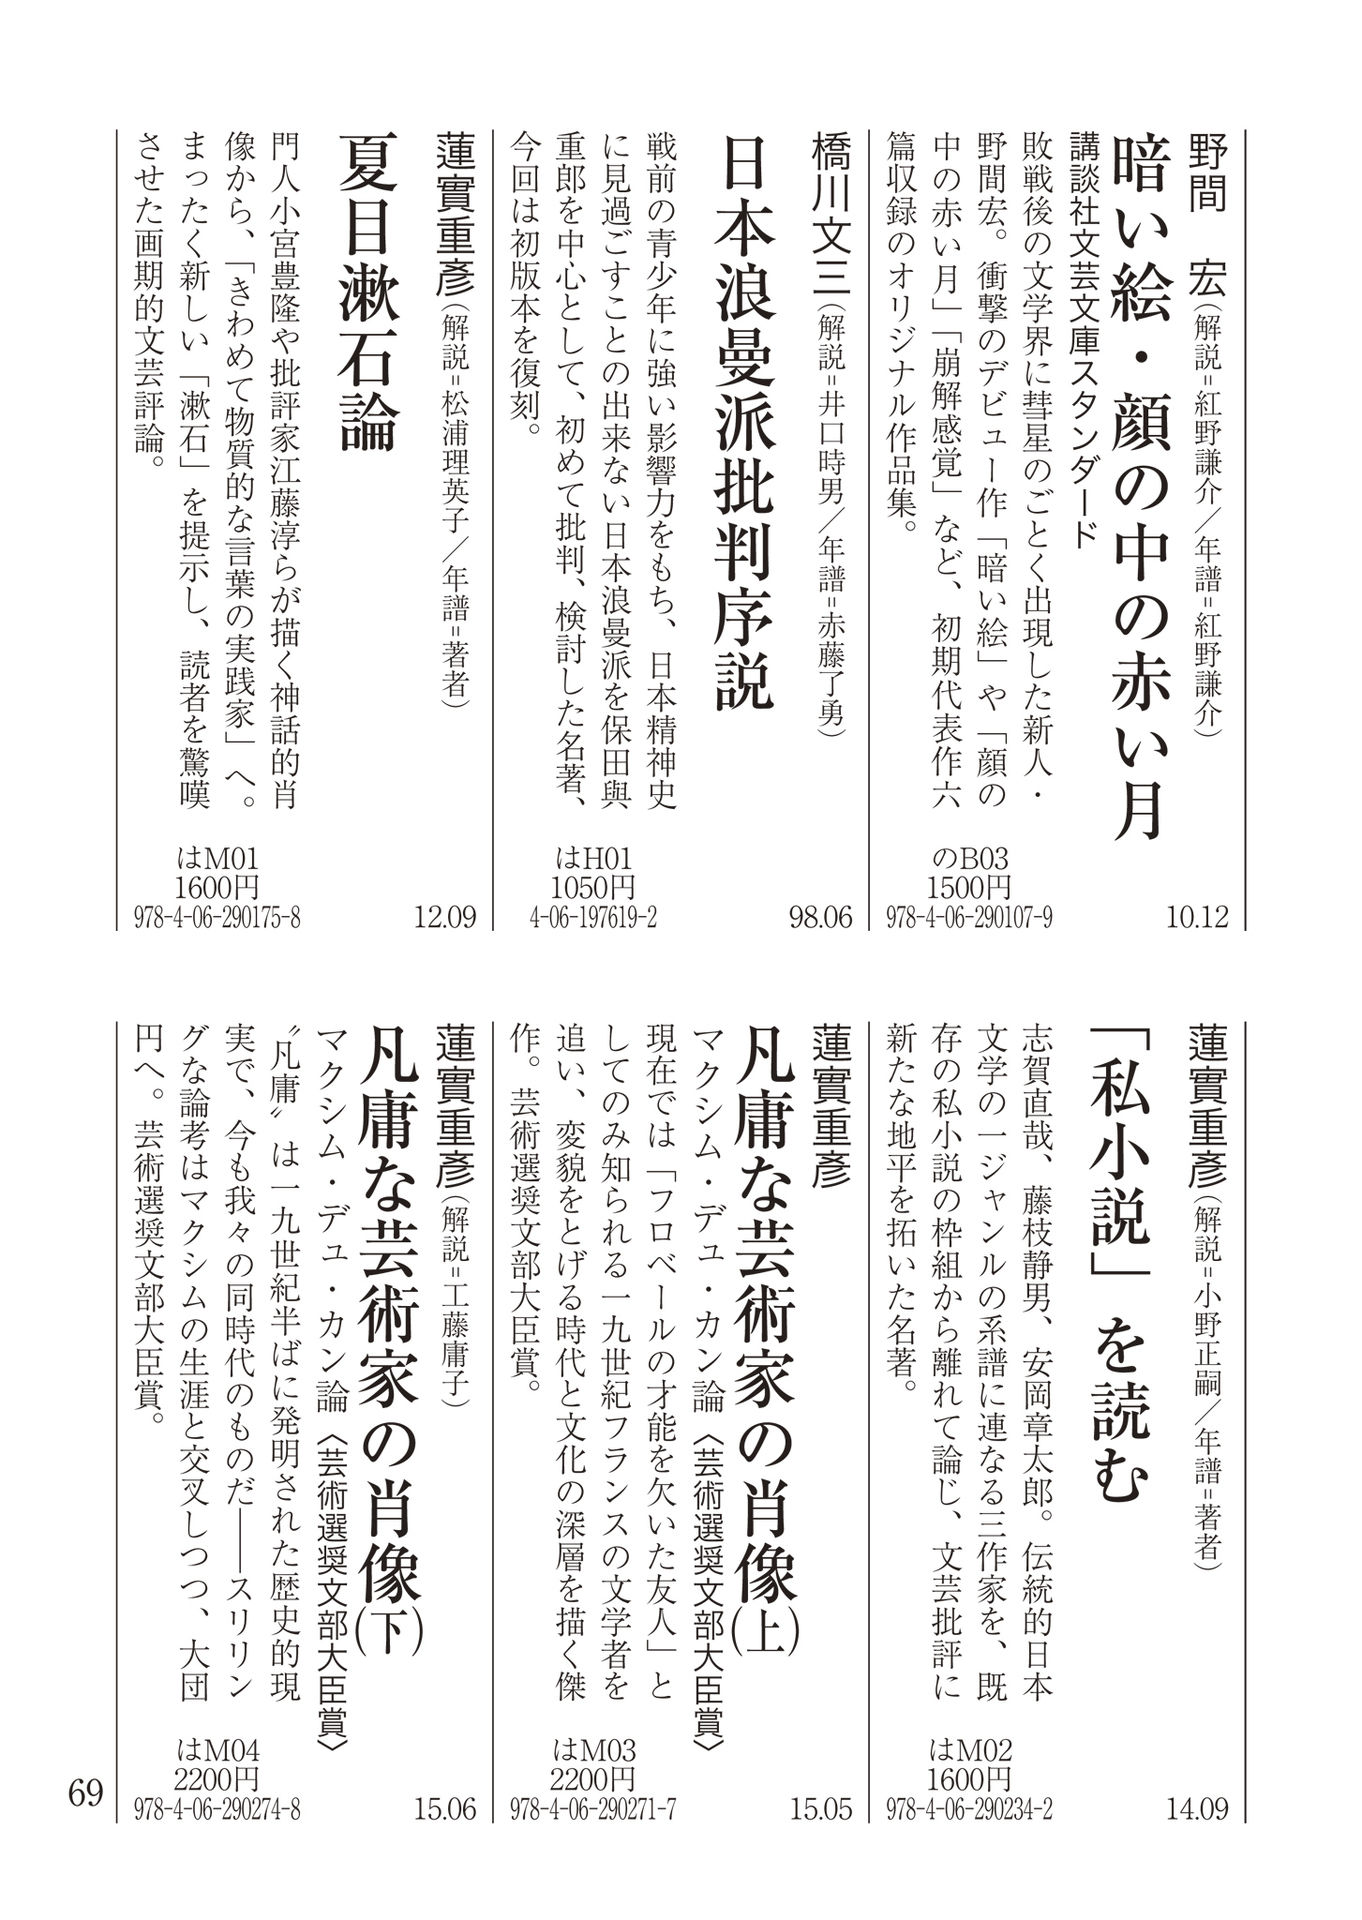 野間　宏（解説＝紅野謙介／年譜＝紅野謙介）
暗い絵・顔の中の赤い月
講談社文芸文庫スタンダード
敗戦後の文学界に彗星のごとく出現した新人・
野間宏。衝撃のデビュー作「暗い絵」や「顔の
中の赤い月」「崩解感覚」など、初期代表作六
篇収録のオリジナル作品集。
のB03
1500円
978-4-06-290107-9
10.12
橋川文三（解説＝井口時男／年譜＝赤藤了勇）
日本浪曼派批判序説
戦前の青少年に強い影響力をもち、日本精神史
に見過ごすことの出来ない日本浪曼派を保田與
重郎を中心として、初めて批判、検討した名著、
今回は初版本を復刻。
はH01
1050円
4-06-197619-2
98.06
蓮實重彥（解説＝松浦理英子／年譜＝著者）
夏目漱石論
門人小宮豊隆や批評家江藤淳らが描く神話的肖
像から、「きわめて物質的な言葉の実践家」へ。
まったく新しい「漱石」を提示し、読者を驚嘆
させた画期的文芸評論。
はM01
1600円
978-4-06-290175-8
12.09
蓮實重彥（解説＝小野正嗣／年譜＝著者）
「私小説」を読む
志賀直哉、藤枝静男、安岡章太郎。伝統的日本
文学の一ジャンルの系譜に連なる三作家を、既
存の私小説の枠組から離れて論じ、文芸批評に
新たな地平を拓いた名著。
はM02
1600円
978-4-06-290234-2
14.09
蓮實重彥
凡庸な芸術家の肖像（上）
マクシム・デュ・カン論〈芸術選奨文部大臣賞〉
現在では「フロベールの才能を欠いた友人」と
してのみ知られる一九世紀フランスの文学者を
追い、変貌をとげる時代と文化の深層を描く傑
作。芸術選奨文部大臣賞。
はM03
2200円
978-4-06-290271-7
15.05
蓮實重彥（解説＝工藤庸子）
凡庸な芸術家の肖像（下）
マクシム・デュ・カン論〈芸術選奨文部大臣賞〉
〝凡庸〟は一九世紀半ばに発明された歴史的現
実で、今も我々の同時代のものだ――スリリン
グな論考はマクシムの生涯と交叉しつつ、大団
円へ。芸術選奨文部大臣賞。
はM04
2200円
978-4-06-290274-8
15.06
69